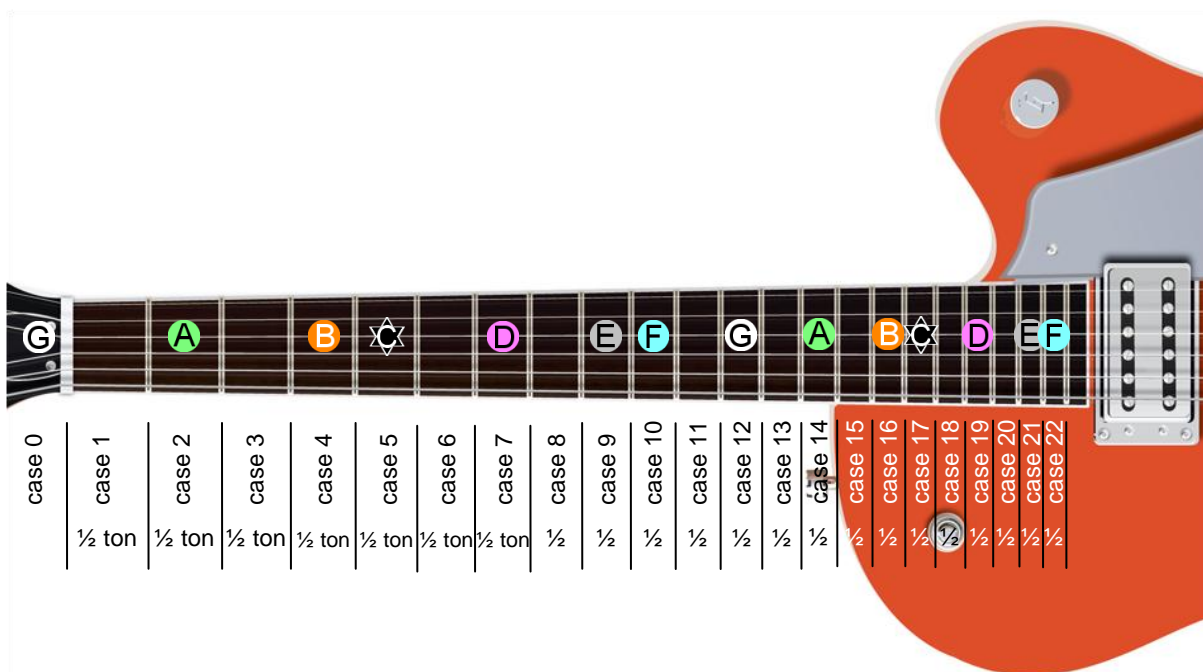 G A B C D E F G A B C D E F
case 0 case 1 case 2 case 3 case 4 case 5 case 6 case 7 case 8 case 9 case 10 case 11 case 12 case 13 case 14 case 15 case 16 case 17 case 18 case 19 case 20 case 21 case 22
½ ton ½ ton ½ ton ½ ton ½ ton ½ ton ½ ton ½ ½ ½ ½ ½ ½ ½ ½ ½ ½ ½ ½ ½ ½ ½